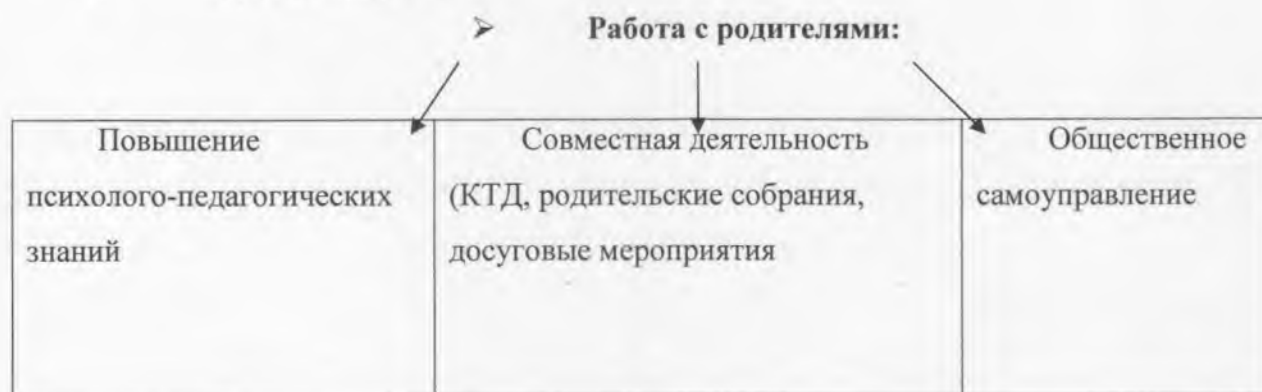 ➢ Работа с родителями:
Повышение
психолого-педагогических
знаний
Совместная деятельность
(КТД, родительские собрания,
досуговые мероприятия
Общественное
самоуправление